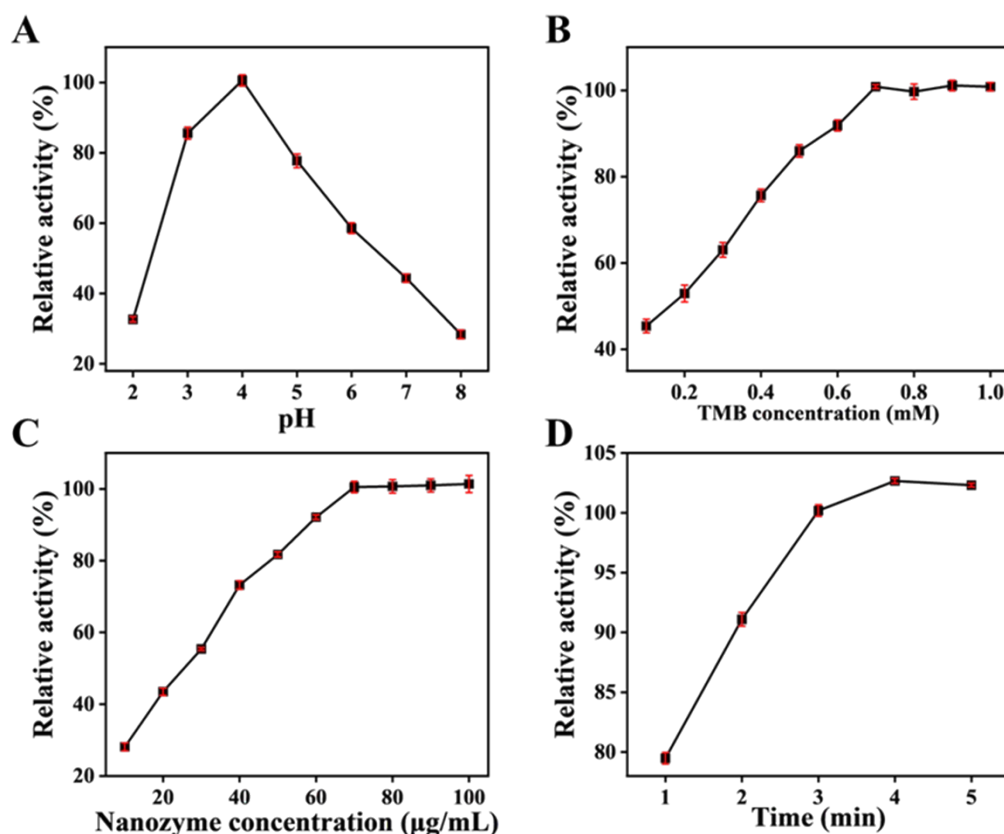 A
Relative activity (%)
100
80
60
40
20
2 3 4 5 6 7 8
pH
B
Relative activity (%)
100
80
60
40
0.2 0.4 0.6 0.8 1.0
TMB concentration (mM)
C
Relative activity (%)
100
80
60
40
20
20 40 60 80 100
Nanozyme concentration (μg/mL)
D
Relative activity (%)
105
100
95
90
85
80
1 2 3 4 5
Time (min)